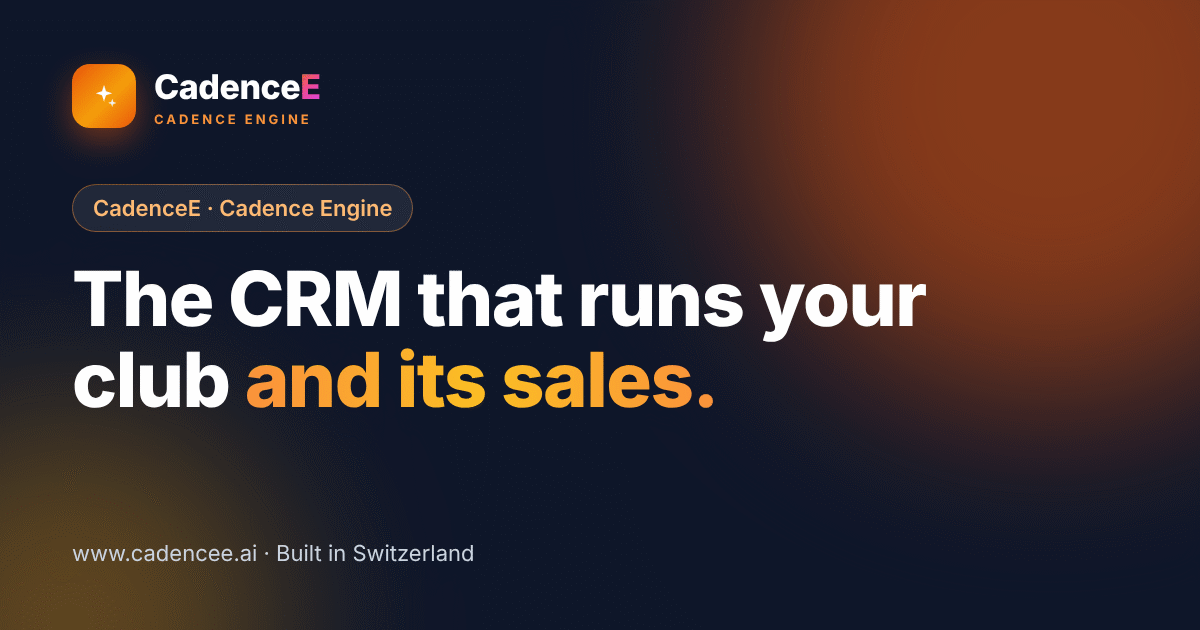 CadenceE
CADENCE ENGINE
CadenceE · Cadence Engine
The CRM that runs your
club and its sales.
www.cadencee.ai · Built in Switzerland